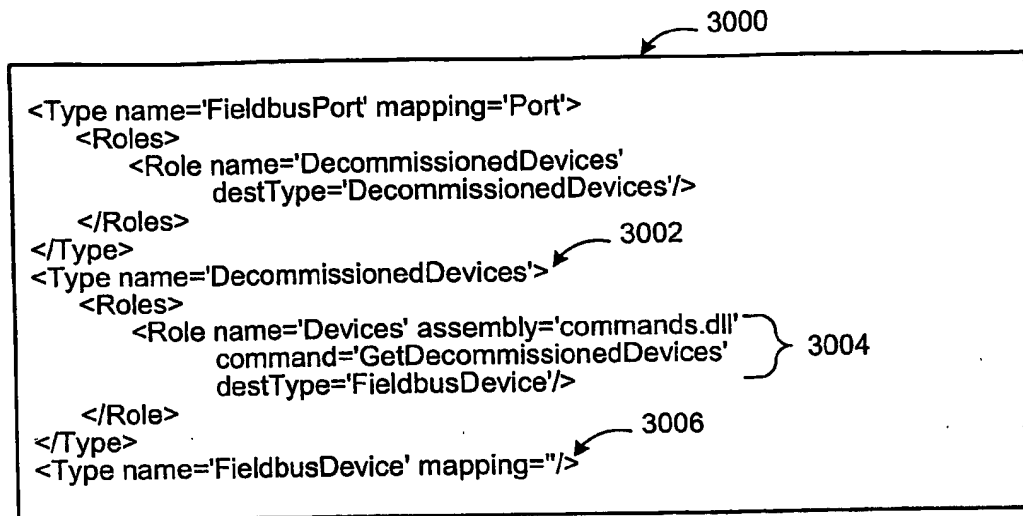 3000
<Type name='FieldbusPort' mapping='Port'>
<Roles>
<Role name='DecommissionedDevices'
destType='DecommissionedDevices'/>
</Roles>
</Type>
3002
<Type name='DecommissionedDevices'>
<Roles>
<Role name='Devices' assembly='commands.dll'
command='GetDecommissionedDevices'
destType='FieldbusDevice'/>
3004
</Role>
</Type>
3006
<Type name='FieldbusDevice' mapping=''/>